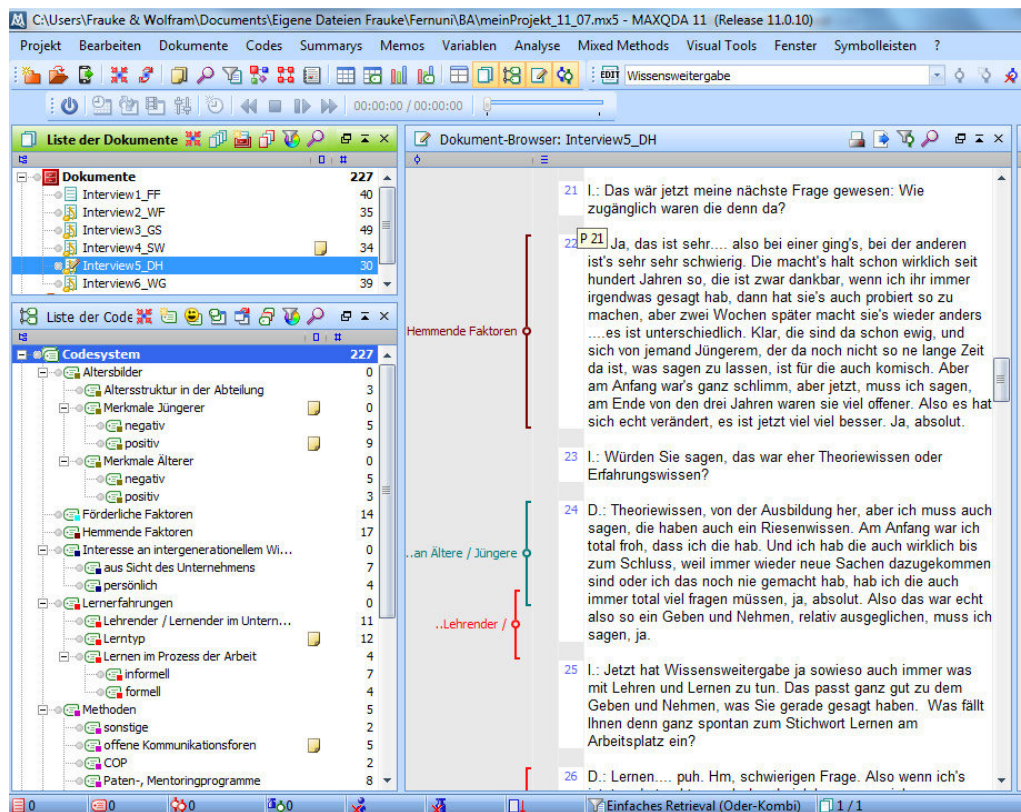 C:\Users\Frauke & Wolfram\Documents\Eigene Dateien Frauke\Fernuni\BA\meinProjekt_11_07.mx5 - MAXQDA 11 (Release 11.0.10)
Projekt Bearbeiten Dokumente Codes Summarys Memos Variablen Analyse Mixed Methods Visual Tools Fenster Symbolleisten ?
EDIT Wissensweitergabe
00:00:00 / 00:00:00
Liste der Dokumente
Dokumente 227
Interview1_FF 40
Interview2_WF 35
Interview3_GS 49
Interview4_SW 34
Interview5_DH 30
Interview6_WG 39
Liste der Code
Codesystem 227
Altersbilder 0
Altersstruktur in der Abteilung 3
Merkmale Jüngerer 0
negativ 5
positiv 9
Merkmale Älterer 0
negativ 5
positiv 3
Förderliche Faktoren 14
Hemmende Faktoren 17
Interesse an intergenerationellem Wi... 0
aus Sicht des Unternehmens 7
persönlich 4
Lernerfahrungen 0
Lehrender / Lernender im Untern... 11
Lerntyp 12
Lernen im Prozess der Arbeit 4
informell 7
formell 4
Methoden 5
sonstige 2
offene Kommunikationsforen 5
COP 2
Paten-, Mentoringprogramme 8
Dokument-Browser: Interview5_DH
21 I.: Das wär jetzt meine nächste Frage gewesen: Wie
zugänglich waren die denn da?
P 21
22 Ja, das ist sehr.... also bei einer ging's, bei der anderen
ist's sehr sehr schwierig. Die macht's halt schon wirklich seit
hundert Jahren so, die ist zwar dankbar, wenn ich ihr immer
irgendwas gesagt hab, dann hat sie's auch probiert so zu
machen, aber zwei Wochen später macht sie's wieder anders
....es ist unterschiedlich. Klar, die sind da schon ewig, und
sich von jemand Jüngerem, der da noch nicht so ne lange Zeit
da ist, was sagen zu lassen, ist für die auch komisch. Aber
am Anfang war's ganz schlimm, aber jetzt, muss ich sagen,
am Ende von den drei Jahren waren sie viel offener. Also es hat
sich echt verändert, es ist jetzt viel viel besser. Ja, absolut.
Hemmende Faktoren
23 I.: Würden Sie sagen, das war eher Theoriewissen oder
Erfahrungswissen?
24 D.: Theoriewissen, von der Ausbildung her, aber ich muss auch
sagen, die haben auch ein Riesenwissen. Am Anfang war ich
total froh, dass ich die hab. Und ich hab die auch wirklich bis
zum Schluss, weil immer wieder neue Sachen dazugekommen
sind oder ich das noch nie gemacht hab, hab ich die auch
immer total viel fragen müssen, ja, absolut. Also das war echt
also so ein Geben und Nehmen, relativ ausgeglichen, muss ich
sagen, ja.
..an Ältere / Jüngere
..Lehrender /
25 I.: Jetzt hat Wissensweitergabe ja sowieso auch immer was
mit Lehren und Lernen zu tun. Das passt ganz gut zu dem
Geben und Nehmen, was Sie gerade gesagt haben. Was fällt
Ihnen denn ganz spontan zum Stichwort Lernen am
Arbeitsplatz ein?
26 D.: Lernen.... puh. Hm, schwierigen Frage. Also wenn ich's
0 0 0 0 Einfaches Retrieval (Oder-Kombi) 1 / 1